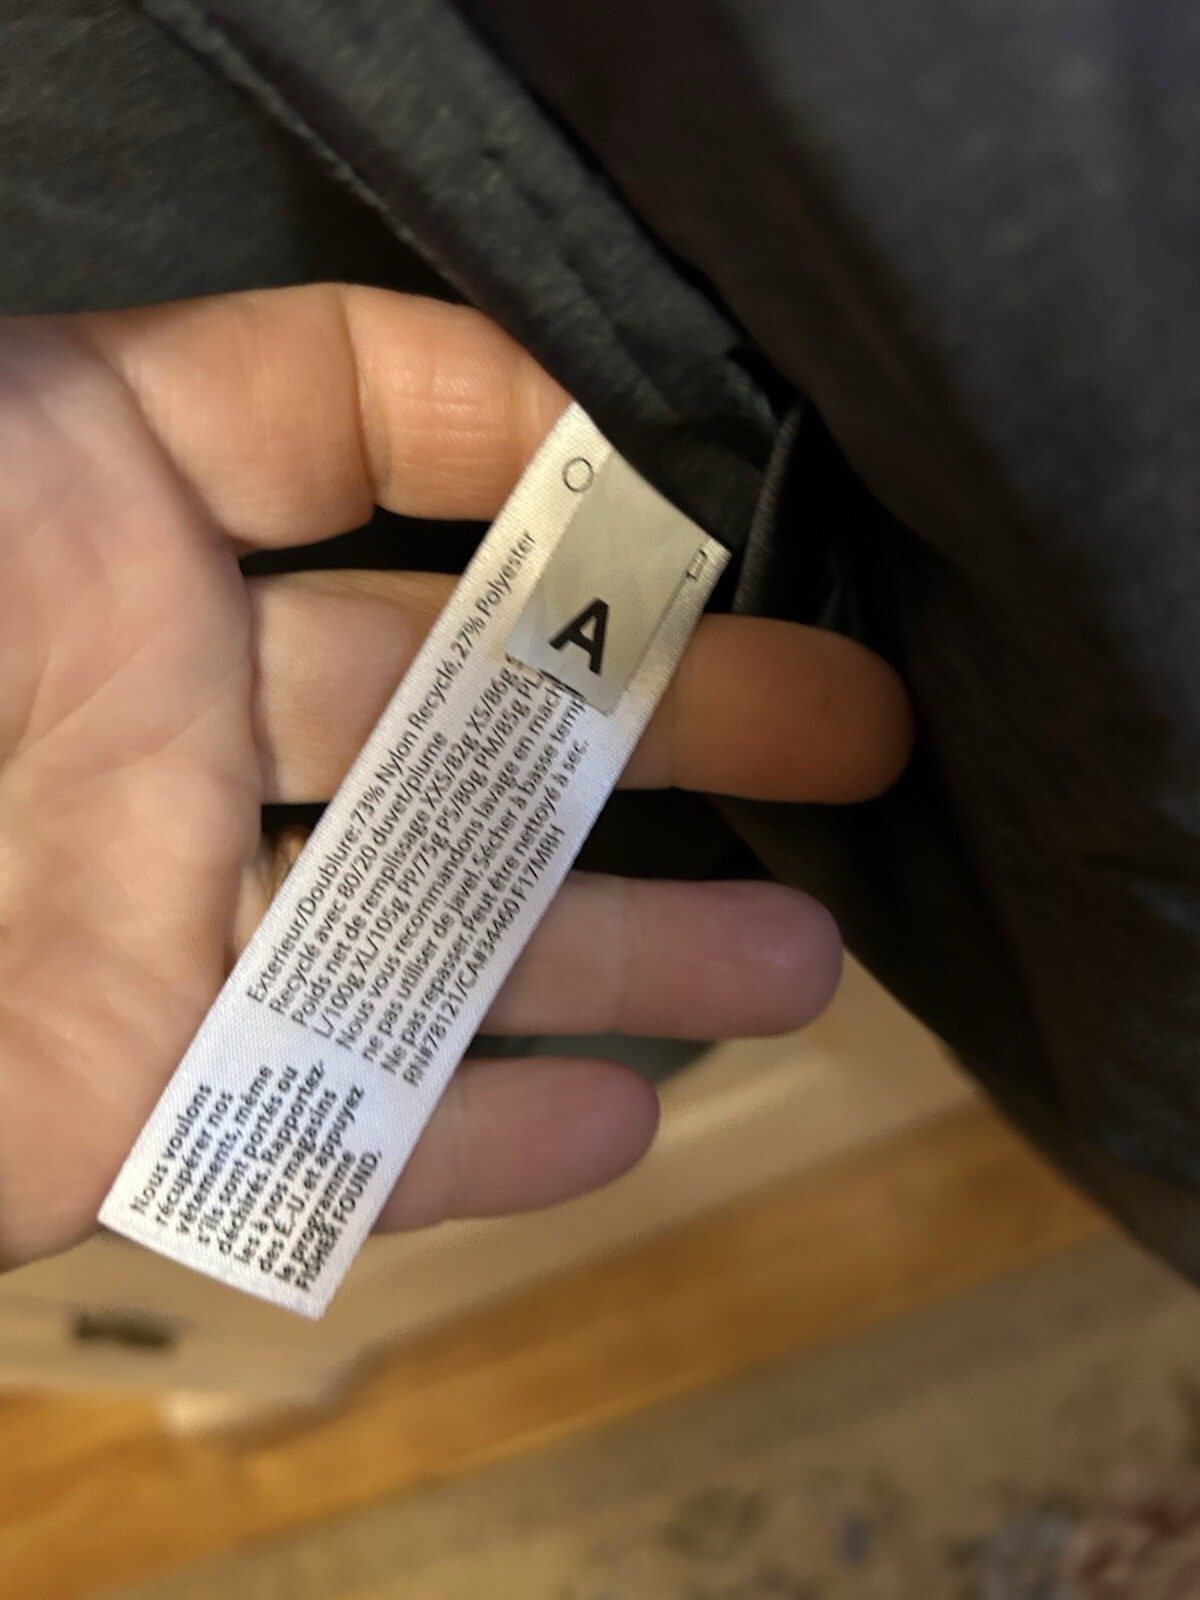 Exterieur/Doublure: 73% Nylon Recyclé, 27% Polyester
Recyclé avec 80/20 duvet/plume
Poids net de remplissage XXS/82g XS/86g
L/100g XL/105g PP/75g PS/80g PM/85g PL
Nous vous recommandons lavage en mach
ne pas utiliser de javel. Sécher à basse temp
Ne pas repasser. Peut être nettoyé à sec.
RN#78121/CA#34460 F17MRH
A
Nous voulons
récupérer nos
vêtements, même
s'ils sont portés ou
déchirés. Rapportez-
les à nos magasins
des É.-U. et appuyez
le programme
FISHER FOUND.